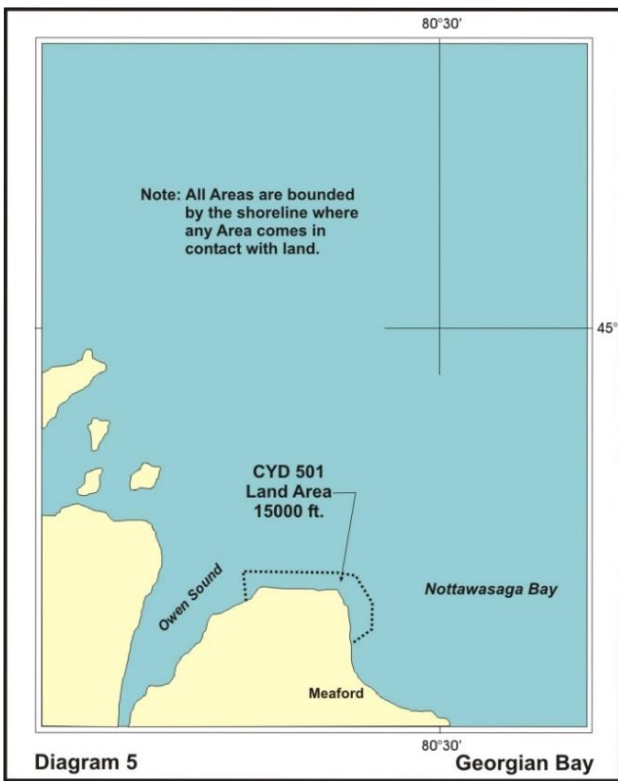 80°30'
Note: All Areas are bounded
by the shoreline where
any Area comes in
contact with land.
45°
CYD 501
Land Area
15000 ft.
Owen Sound
Nottawasaga Bay
Meaford
80°30'
Diagram 5
Georgian Bay